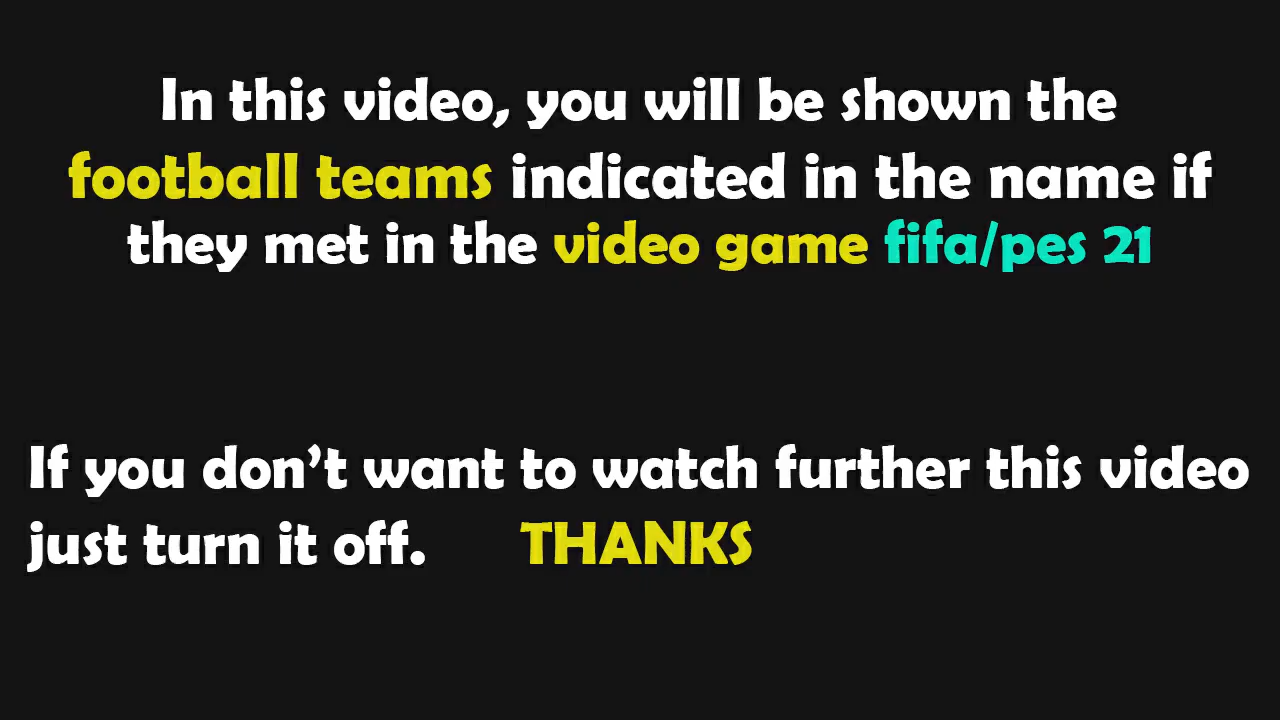 In this video, you will be shown the
football teams indicated in the name if
they met in the video game fifa/pes 21
If you don't want to watch further this video
just turn it off. THANKS